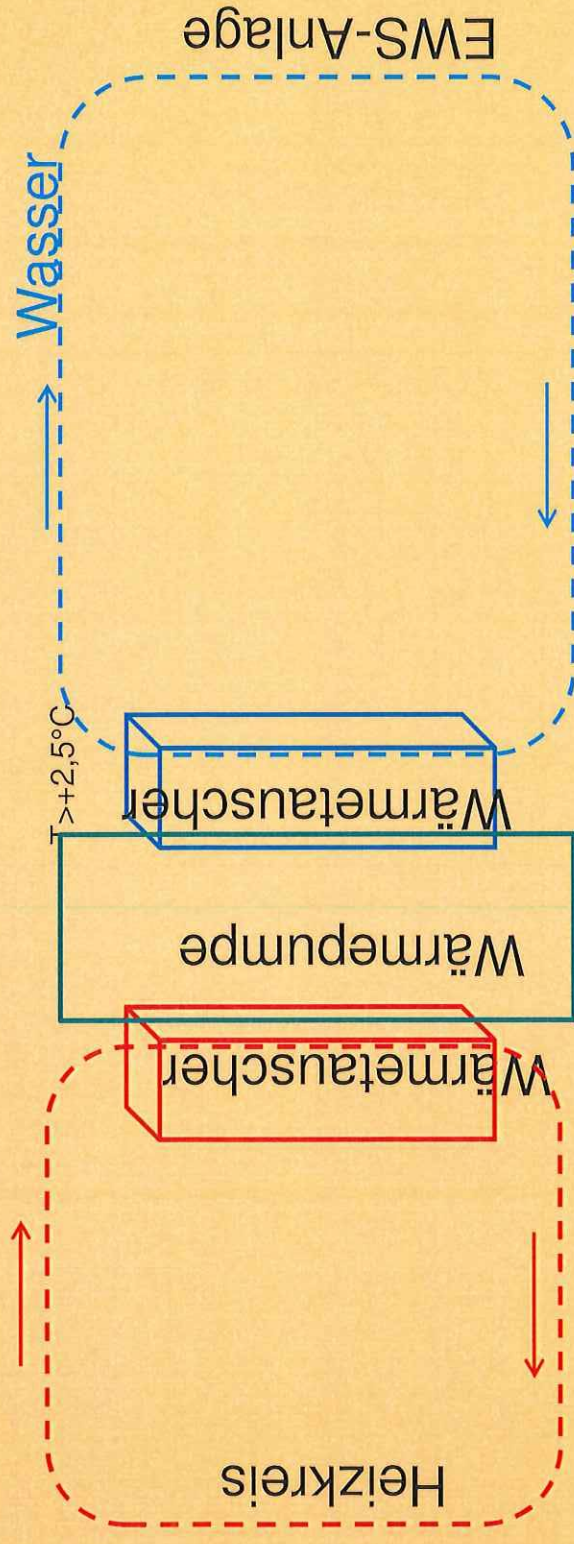 EWS-Anlage
Wasser
T>+2,5°C
Wärmetauscher
Wärmepumpe
Wärmetauscher
Heizkreis